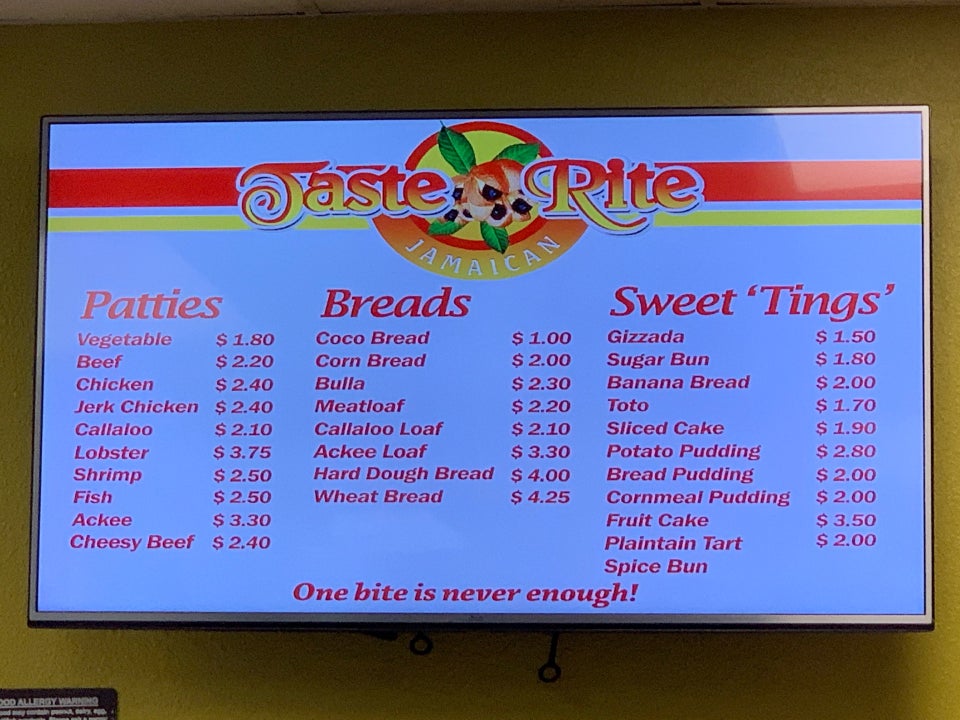 Taste Rite
JAMAICAN
Patties
Vegetable $ 1.80
Beef $ 2.20
Chicken $ 2.40
Jerk Chicken $ 2.40
Callaloo $ 2.10
Lobster $ 3.75
Shrimp $ 2.50
Fish $ 2.50
Ackee $ 3.30
Cheesy Beef $ 2.40
Breads
Coco Bread $ 1.00
Corn Bread $ 2.00
Bulla $ 2.30
Meatloaf $ 2.20
Callaloo Loaf $ 2.10
Ackee Loaf $ 3.30
Hard Dough Bread $ 4.00
Wheat Bread $ 4.25
Sweet ‘Tings’
Gizzada $ 1.50
Sugar Bun $ 1.80
Banana Bread $ 2.00
Toto $ 1.70
Sliced Cake $ 1.90
Potato Pudding $ 2.80
Bread Pudding $ 2.00
Cornmeal Pudding $ 2.00
Fruit Cake $ 3.50
Plaintain Tart $ 2.00
Spice Bun
One bite is never enough!
OOD ALLERGY WARNING
may contain peanut, dairy, egg,